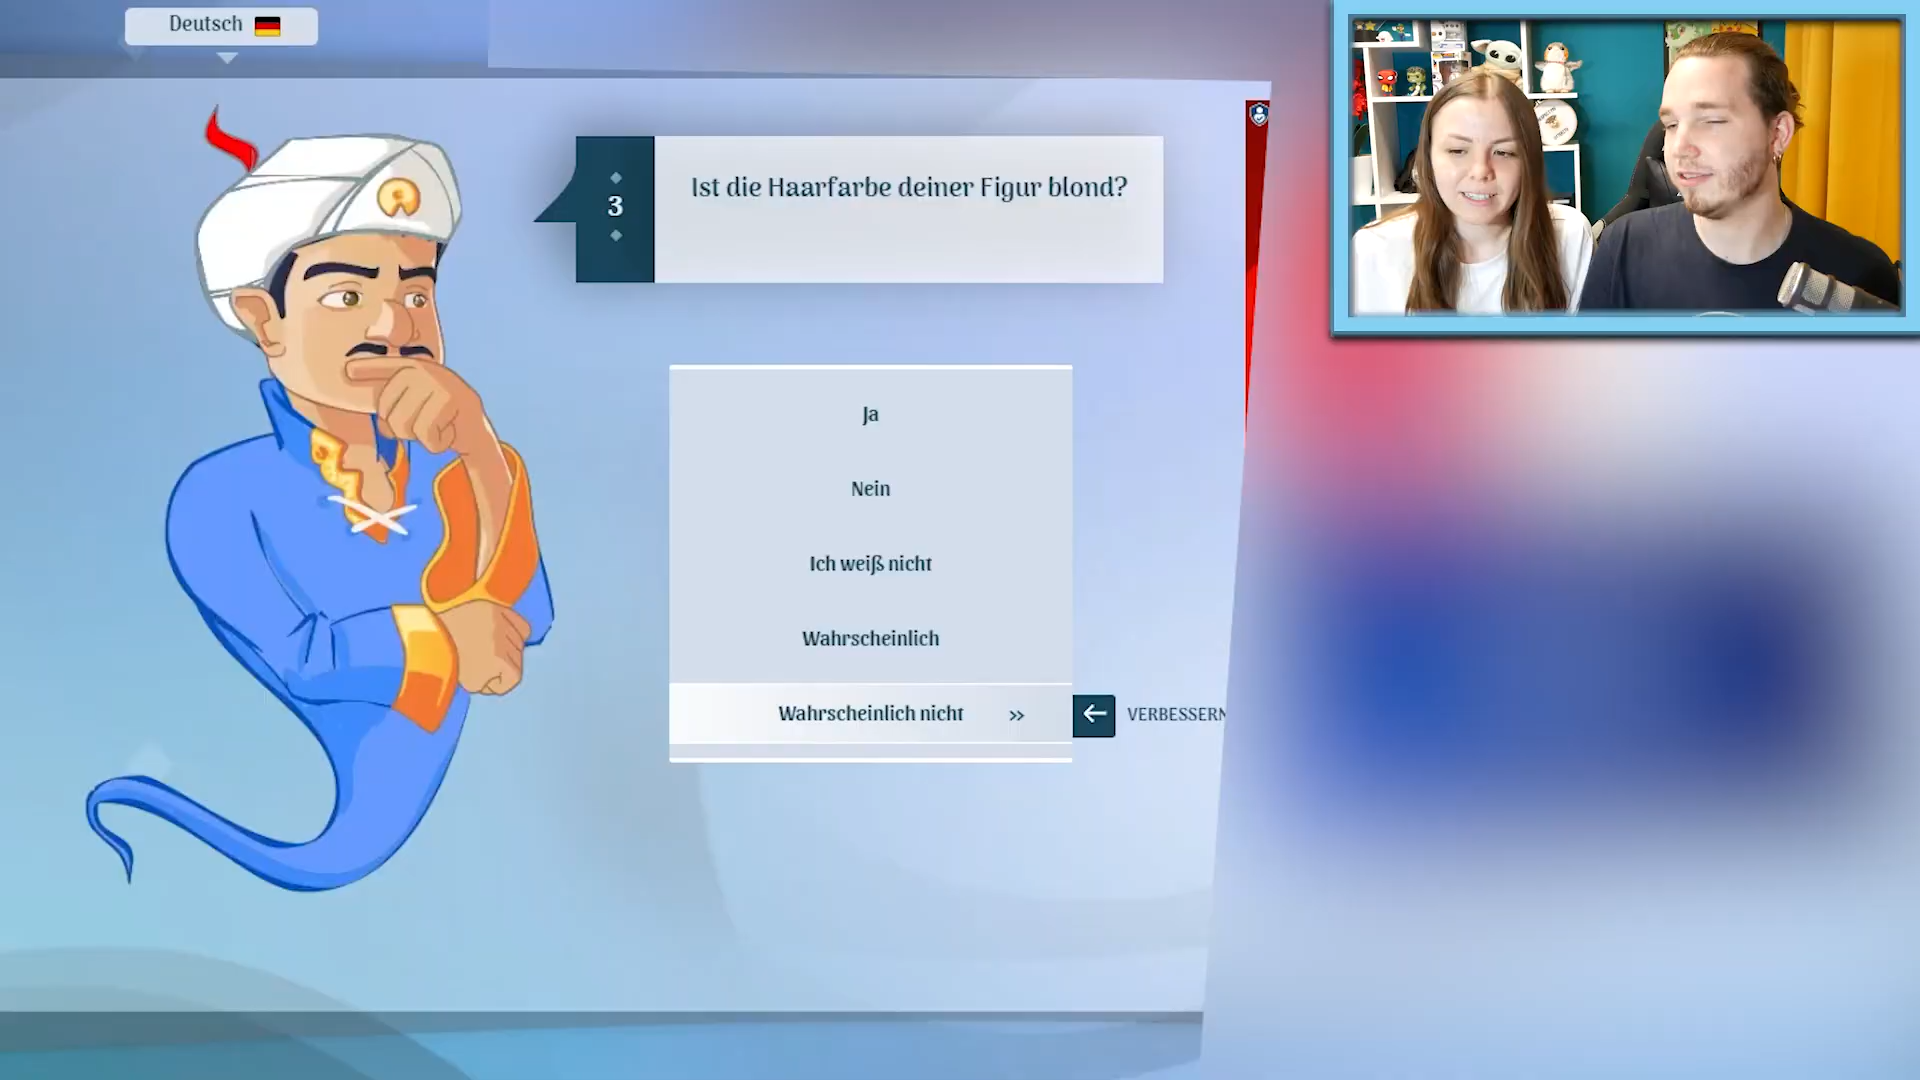 Deutsch
3
Ist die Haarfarbe deiner Figur blond?
Ja
Nein
Ich weiß nicht
Wahrscheinlich
Wahrscheinlich nicht
VERBESSERN